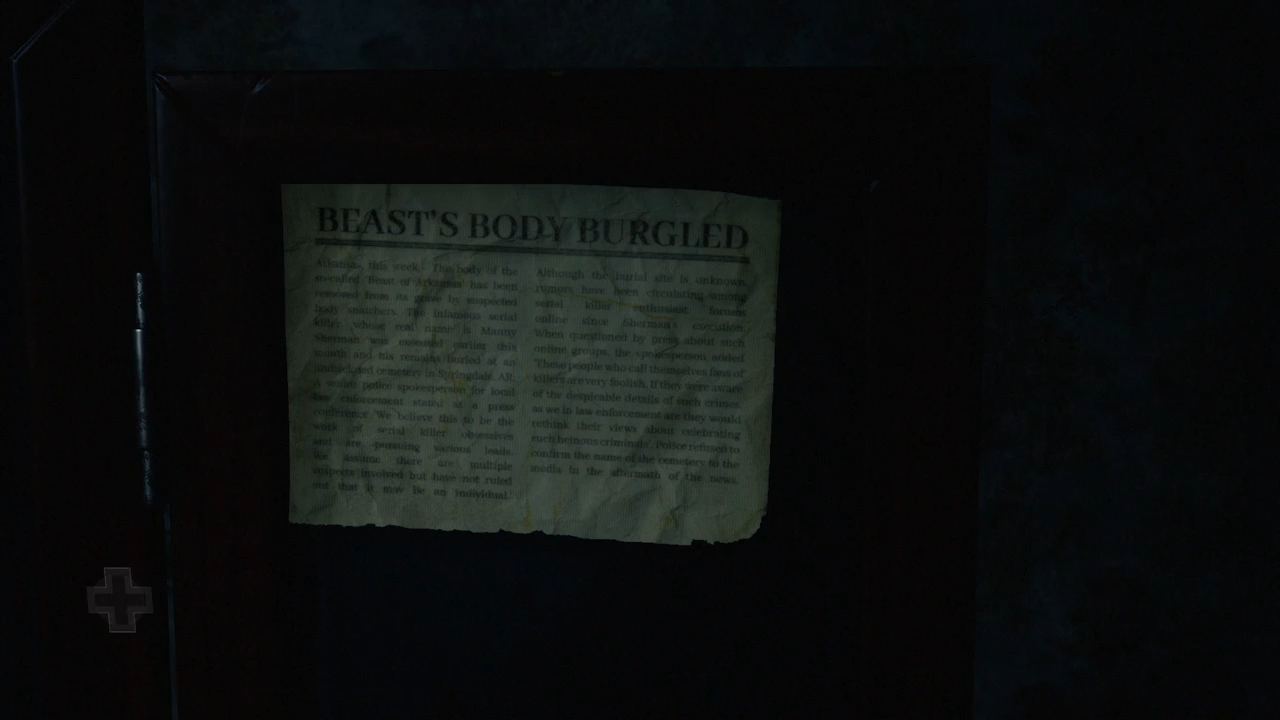 BEAST'S BODY BURGLED
Arkansas, this week - The body of the
so-called 'Beast of Arkansas' has been
removed from its grave by suspected
body snatchers. The infamous serial
killer, whose real name is Manny
Sherman was executed earlier this
month and his remains buried at an
undisclosed cemetery in Springdale, AR.
A senior police spokesperson for local
law enforcement stated at a press
conference 'We believe this to be the
work of serial killer obsessives
and are pursuing various leads.
We assume there are multiple
suspects involved but have not ruled
out that it may be an individual.
Although the burial site is unknown,
rumors have been circulating among
serial killer enthusiast forums
online since Sherman's execution.
When questioned by press about such
online groups, the spokesperson added
'These people who call themselves fans of
killers are very foolish. If they were aware
of the despicable details of such crimes,
as we in law enforcement are they would
rethink their views about celebrating
such heinous criminals'. Police refused to
confirm the name of the cemetery to the
media in the aftermath of the news.